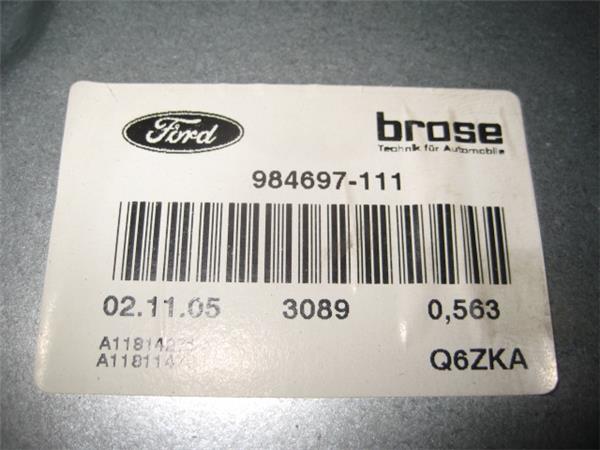 Ford brose
Technik für Automobile
984697-111
02.11.05 3089 0,563
Q6ZKA